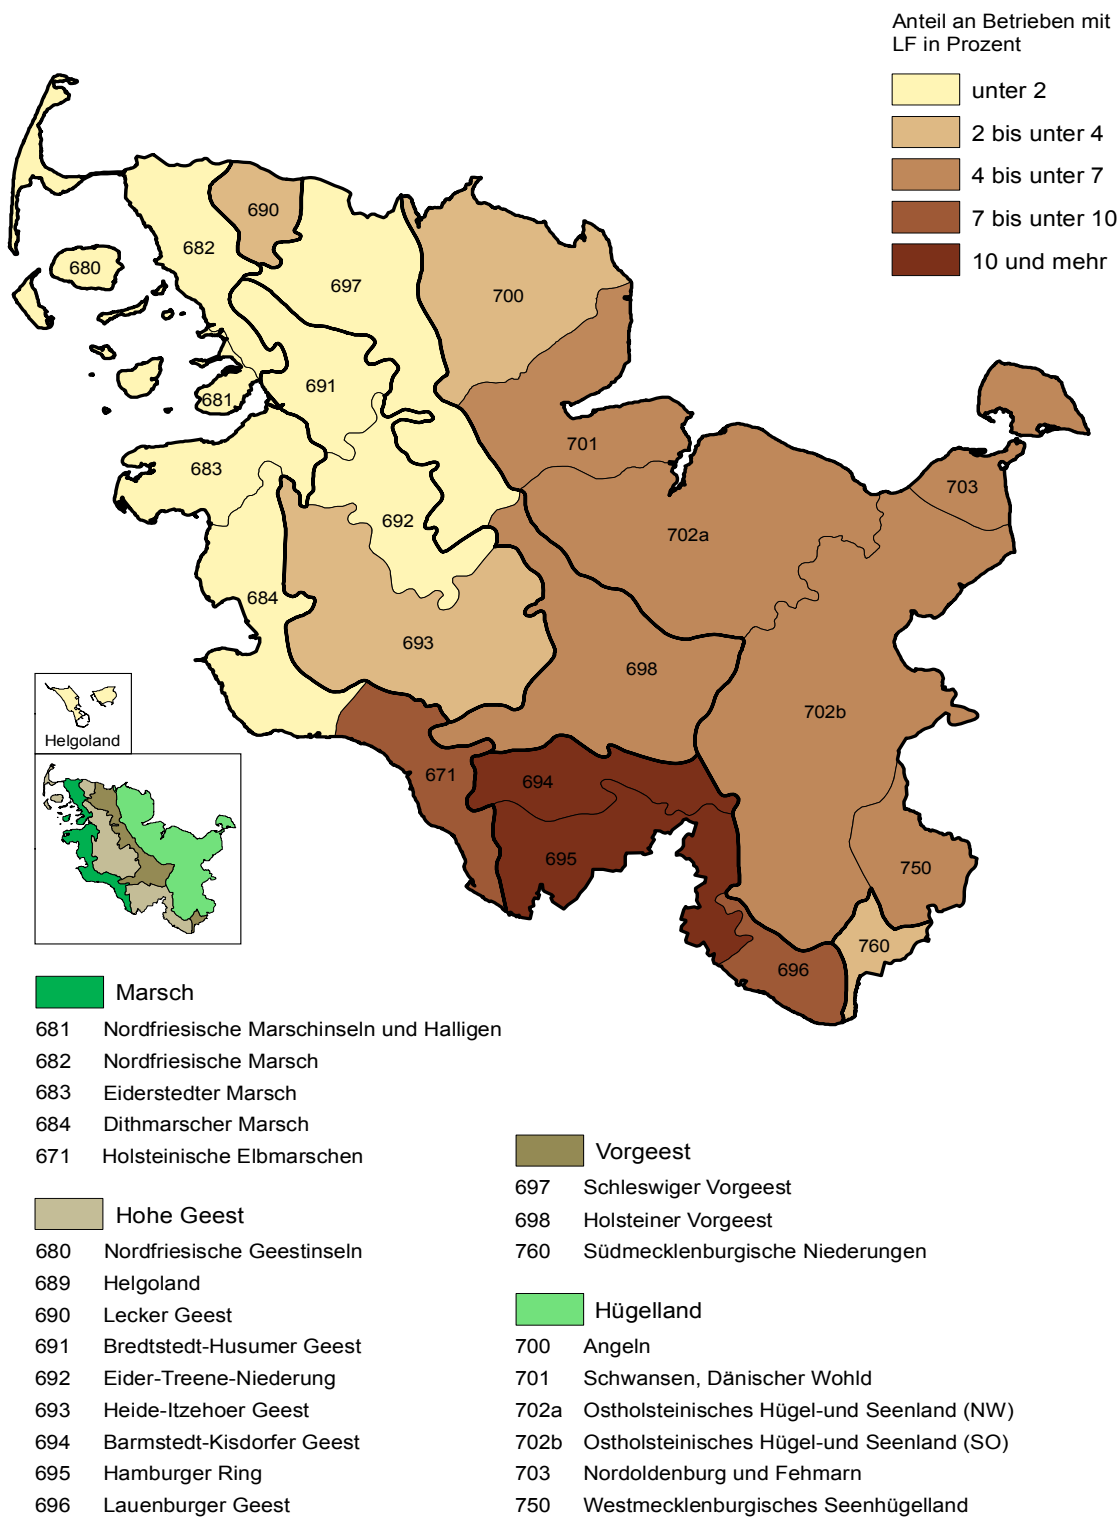 Anteil an Betrieben mit
LF in Prozent
unter 2
2 bis unter 4
4 bis unter 7
7 bis unter 10
10 und mehr
690
682
680
697
700
691
681
701
683
703
692
702a
684
693
698
702b
Helgoland
671
694
695
750
760
696
Marsch
681 Nordfriesische Marschinseln und Halligen
682 Nordfriesische Marsch
683 Eiderstedter Marsch
684 Dithmarscher Marsch
671 Holsteinische Elbmarschen
Hohe Geest
680 Nordfriesische Geestinseln
689 Helgoland
690 Lecker Geest
691 Bredtstedt-Husumer Geest
692 Eider-Treene-Niederung
693 Heide-Itzehoer Geest
694 Barmstedt-Kisdorfer Geest
695 Hamburger Ring
696 Lauenburger Geest
Vorgeest
697 Schleswiger Vorgeest
698 Holsteiner Vorgeest
760 Südmecklenburgische Niederungen
Hügelland
700 Angeln
701 Schwansen, Dänischer Wohld
702a Ostholsteinisches Hügel-und Seenland (NW)
702b Ostholsteinisches Hügel-und Seenland (SO)
703 Nordoldenburg und Fehmarn
750 Westmecklenburgisches Seenhügelland